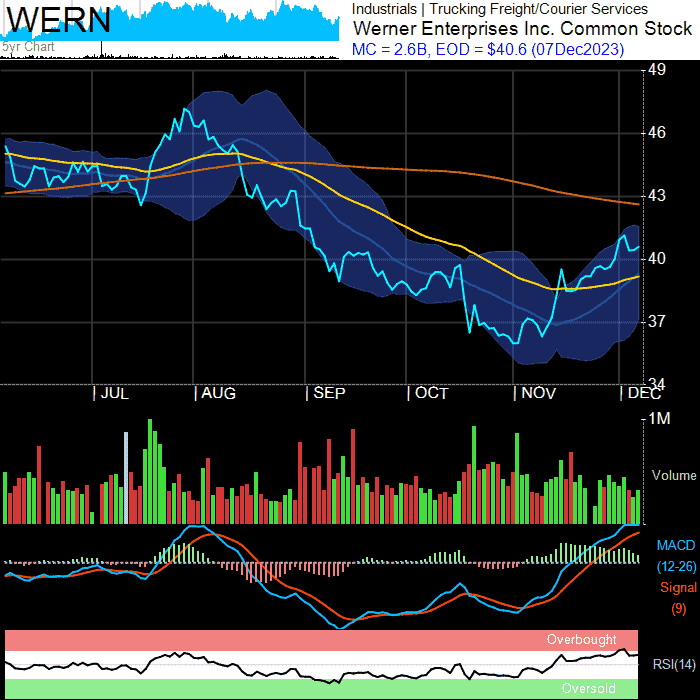 WERN
5yr Chart
Industrials | Trucking Freight/Courier Services
Werner Enterprises Inc. Common Stock
MC = 2.6B, EOD = $40.6 (07Dec2023)
49
46
43
40
37
34
| JUL | AUG | SEP | OCT | NOV | DEC
1M
Volume
MACD
(12-26)
Signal
(9)
Overbought
RSI(14)
Oversold